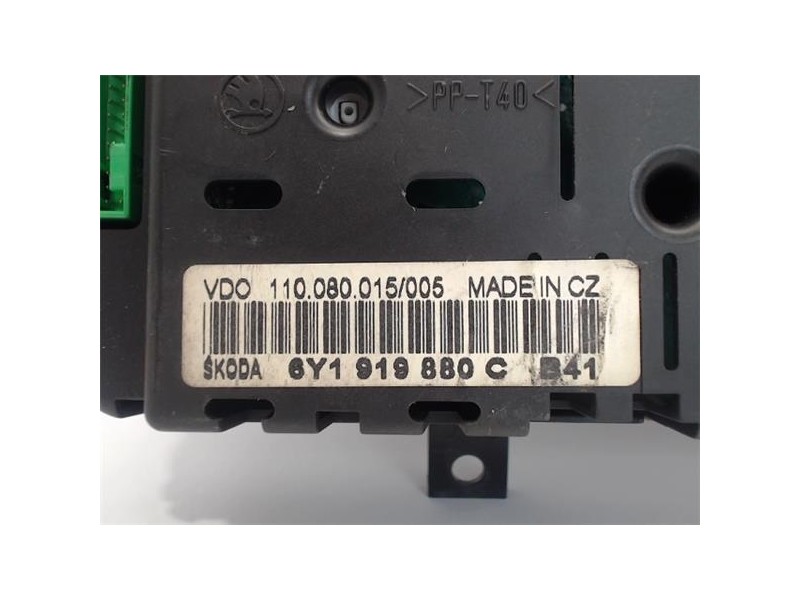 >PP-T40<
VDO 110.080.015/005 MADE IN CZ
ŠKODA 6Y1 919 880 C B41